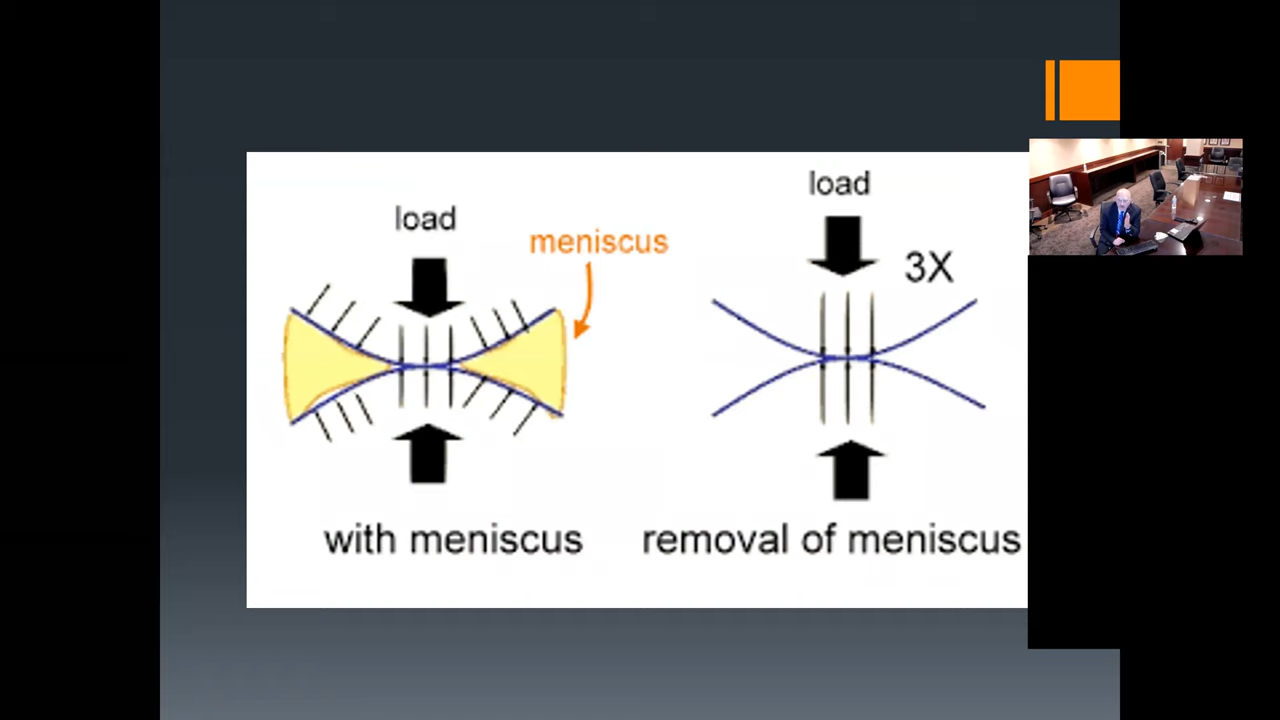 load
meniscus
with meniscus
load
3X
removal of meniscus